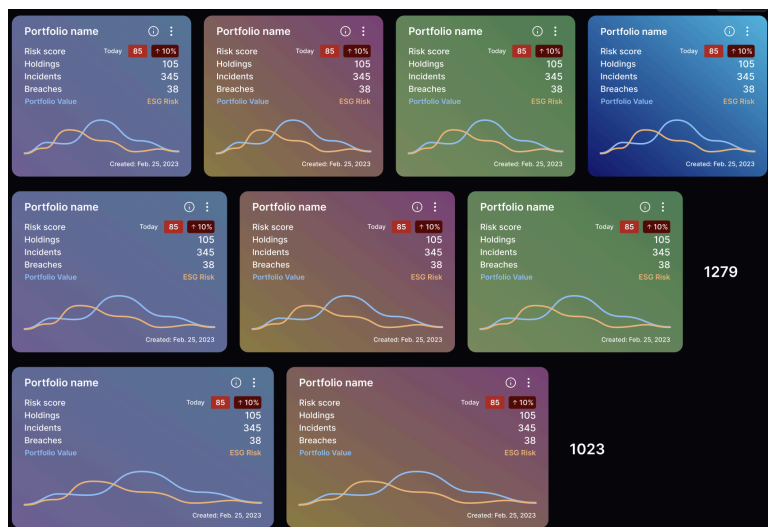 Portfolio name
Risk score Today 85 ↑ 10%
Holdings 105
Incidents 345
Breaches 38
Portfolio Value ESG Risk
Created: Feb. 25, 2023
Portfolio name
Risk score Today 85 ↑ 10%
Holdings 105
Incidents 345
Breaches 38
Portfolio Value ESG Risk
Created: Feb. 25, 2023
Portfolio name
Risk score Today 85 ↑ 10%
Holdings 105
Incidents 345
Breaches 38
Portfolio Value ESG Risk
Created: Feb. 25, 2023
Portfolio name
Risk score Today 85 ↑ 10%
Holdings 105
Incidents 345
Breaches 38
Portfolio Value ESG Risk
Created: Feb. 25, 2023
Portfolio name
Risk score Today 85 ↑ 10%
Holdings 105
Incidents 345
Breaches 38
Portfolio Value ESG Risk
Created: Feb. 25, 2023
Portfolio name
Risk score Today 85 ↑ 10%
Holdings 105
Incidents 345
Breaches 38
Portfolio Value ESG Risk
Created: Feb. 25, 2023
Portfolio name
Risk score Today 85 ↑ 10%
Holdings 105
Incidents 345
Breaches 38
Portfolio Value ESG Risk
Created: Feb. 25, 2023
1279
Portfolio name
Risk score Today 85 ↑ 10%
Holdings 105
Incidents 345
Breaches 38
Portfolio Value ESG Risk
Created: Feb. 25, 2023
Portfolio name
Risk score Today 85 ↑ 10%
Holdings 105
Incidents 345
Breaches 38
Portfolio Value ESG Risk
Created: Feb. 25, 2023
1023